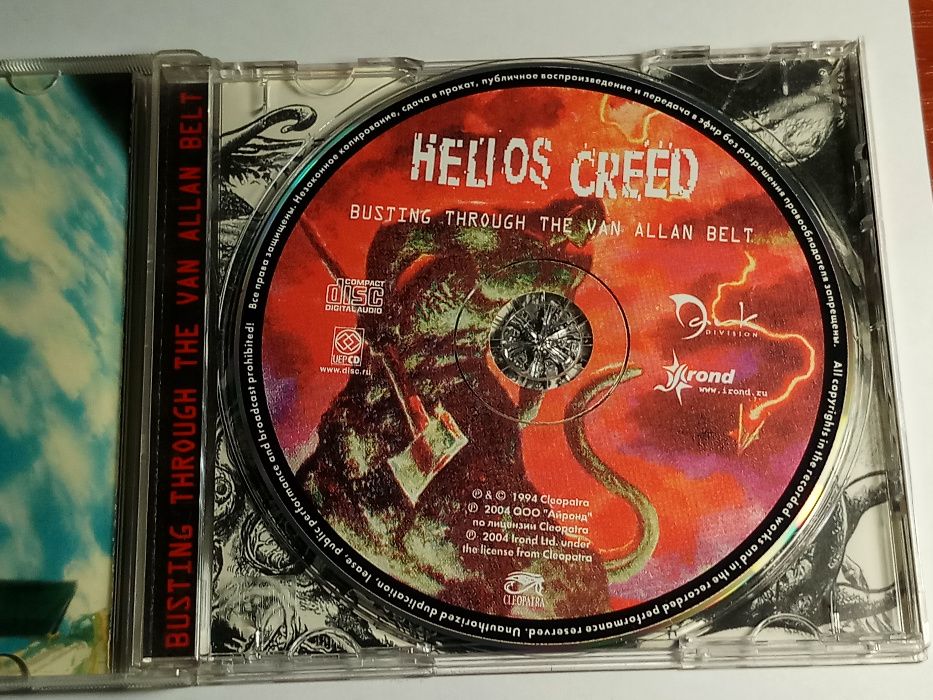 BUSTING THROUGH THE VAN ALLAN BELT
HELIOS CREED
BUSTING THROUGH THE VAN ALLAN BELT
COMPACT
disc
DIGITAL AUDIO
UEPCD
www.disc.ru
Dark
DIVISION
Irond
www.irond.ru
℗ & © 1994 Cleopatra
℗ 2004 ООО "Айронд"
по лицензии Cleopatra
℗ 2004 Irond Ltd. under
the license from Cleopatra
CLEOPATRA
Все права защищены. Незаконное копирование, сдача в прокат, публичное воспроизведение и передача в эфир без разрешения правообладателя запрещены.
All copyrights in the recorded works and in the recorded performance reserved. Unauthorized duplication, lease, public performance and broadcast prohibited!